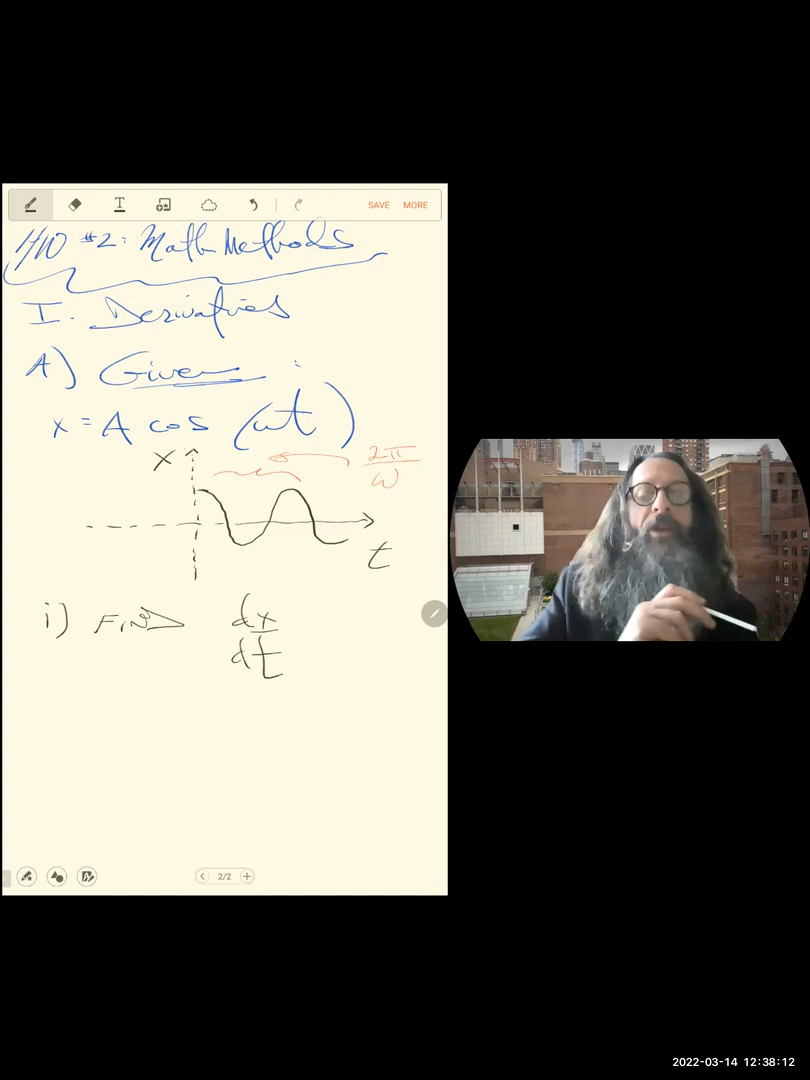 T SAVE MORE
HW #2: Math Methods
I. Derivatives
A) Given :
x = A cos (ωt)
x
2π
ω
t
i) FIND dx
dt
2/2
2022-03-14 12:38:12